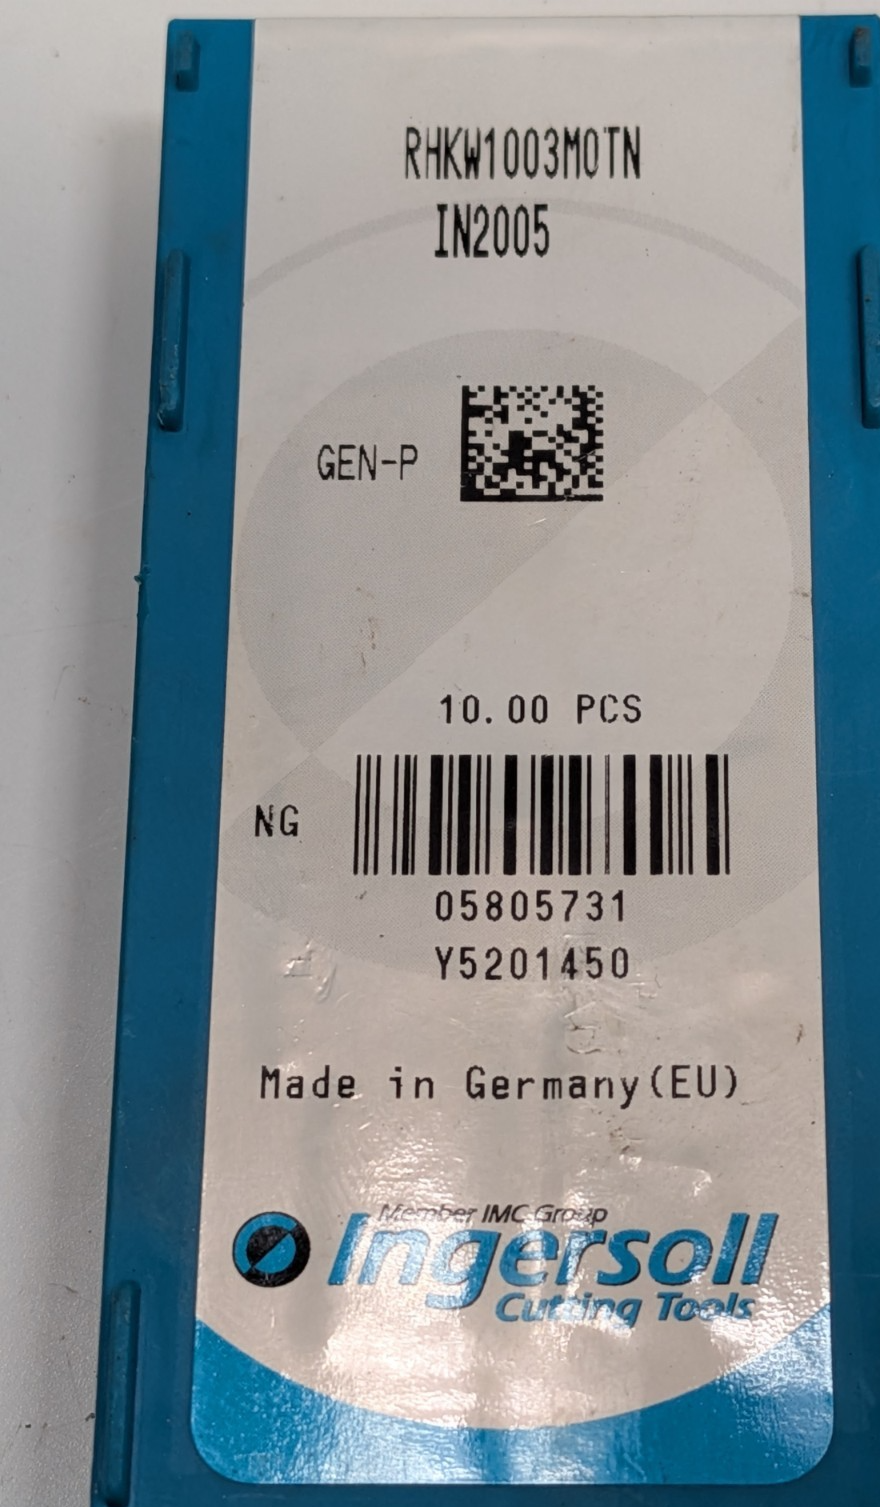 RHKW1003M0TN
IN2005
GEN-P
10.00 PCS
NG
05805731
Y5201450
Made in Germany(EU)
Member IMC Group
Ingersoll
Cutting Tools